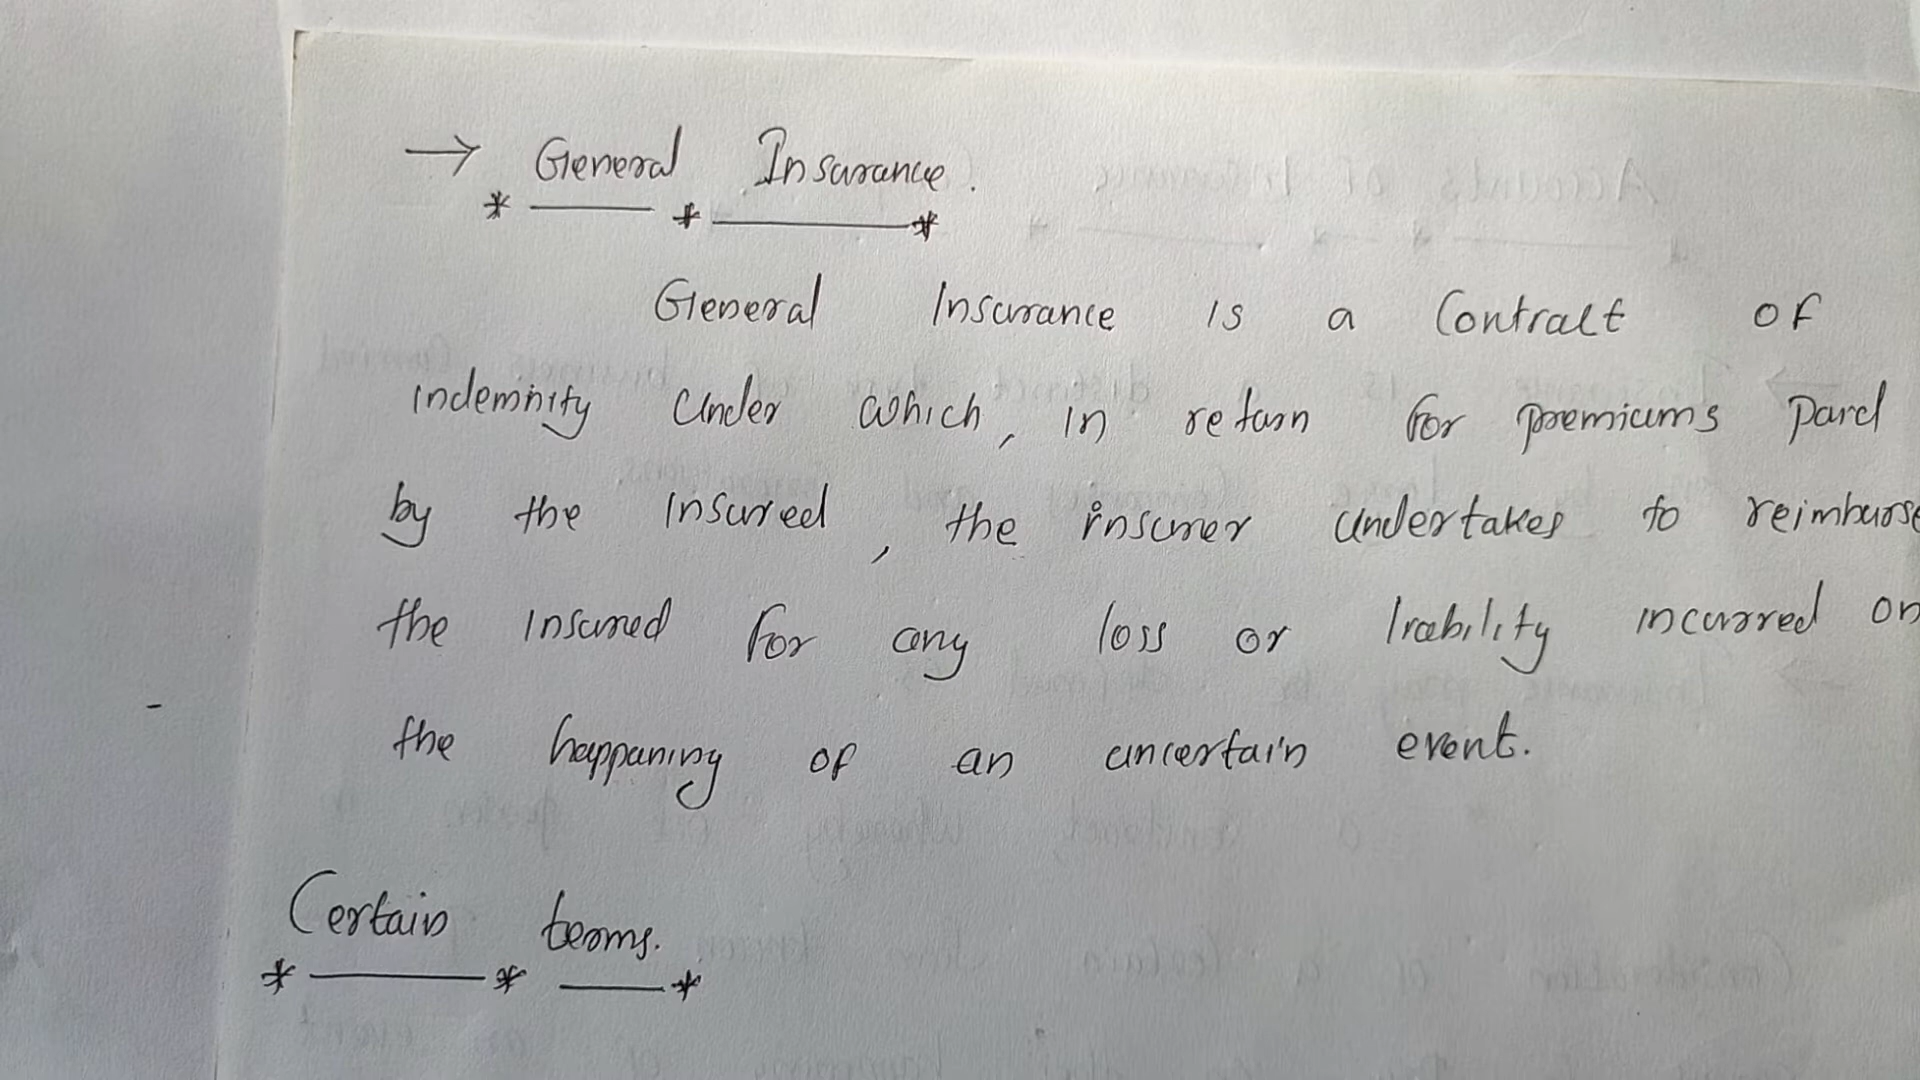 → General Insurance.
General Insurance is a Contract of
indemnity under which, in return for premiums paid
by the insured, the insurer undertakes to reimburse
the insured for any loss or liability incurred on
the happaning of an uncertain event.
Certain terms.